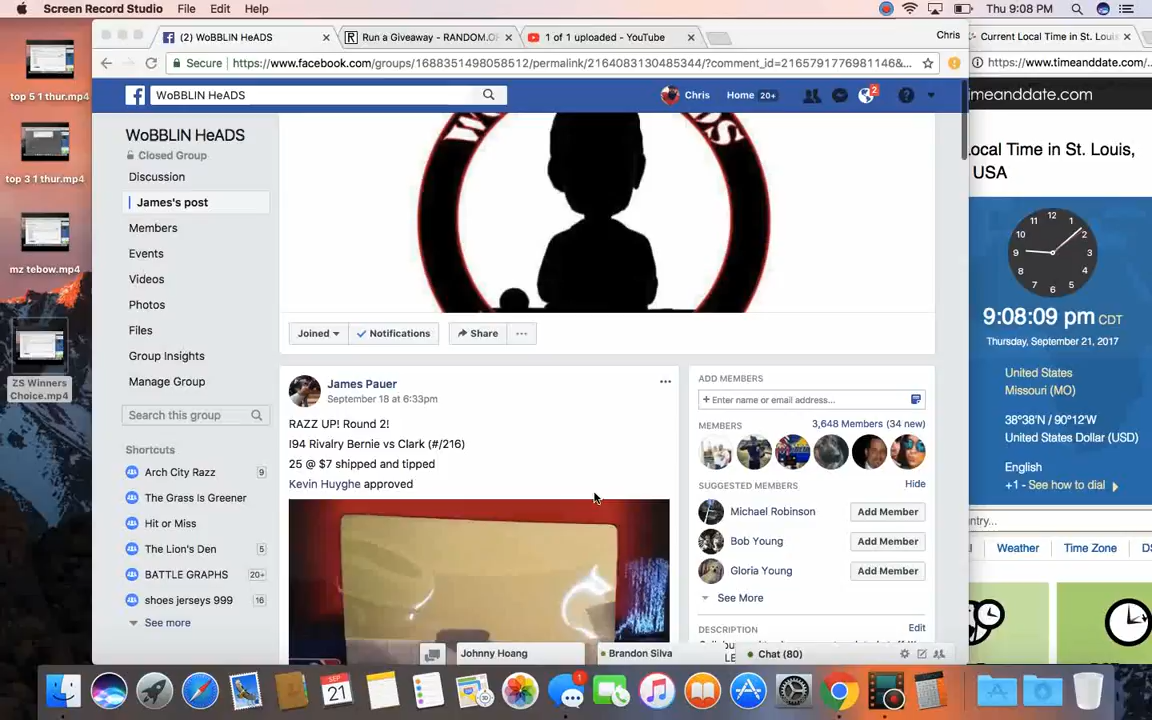 Screen Record Studio File Edit Help Thu 9:08 PM
(2) WoBBLIN HeADS
Run a Giveaway - RANDOM.OF
1 of 1 uploaded - YouTube
Chris
Current Local Time in St. Louis,
Secure https://www.facebook.com/groups/1688351498058512/permalink/2164083130485344/?comment_id=2165791776981146&...
https://www.timeanddate.com/...
WoBBLIN HeADS
Chris Home 20+ 2
meanddate.com
top 5 1 thur.mp4
top 3 1 thur.mp4
mz tebow.mp4
ZS Winners
Choice.mp4
WoBBLIN HeADS
Closed Group
Discussion
James's post
Members
Events
Videos
Photos
Files
Group Insights
Manage Group
Search this group
Shortcuts
Arch City Razz 9
The Grass Is Greener
Hit or Miss
The Lion's Den 5
BATTLE GRAPHS 20+
shoes jerseys 999 16
See more
Joined Notifications Share ...
James Pauer
September 18 at 6:33pm
RAZZ UP! Round 2!
I94 Rivalry Bernie vs Clark (#/216)
25 @ $7 shipped and tipped
Kevin Huyghe approved
ADD MEMBERS
+ Enter name or email address...
MEMBERS 3,648 Members (34 new)
SUGGESTED MEMBERS Hide
Michael Robinson Add Member
Bob Young Add Member
Gloria Young Add Member
See More
DESCRIPTION Edit
Johnny Hoang
Brandon Silva
Chat (80)
ocal Time in St. Louis,
USA
12 1 2 3 4 5 6 7 8 9 10 11
9:08:09 pm CDT
Thursday, September 21, 2017
United States
Missouri (MO)
38°38'N / 90°12'W
United States Dollar (USD)
English
+1 - See how to dial
ntry...
Weather Time Zone DS
SEP
21
1